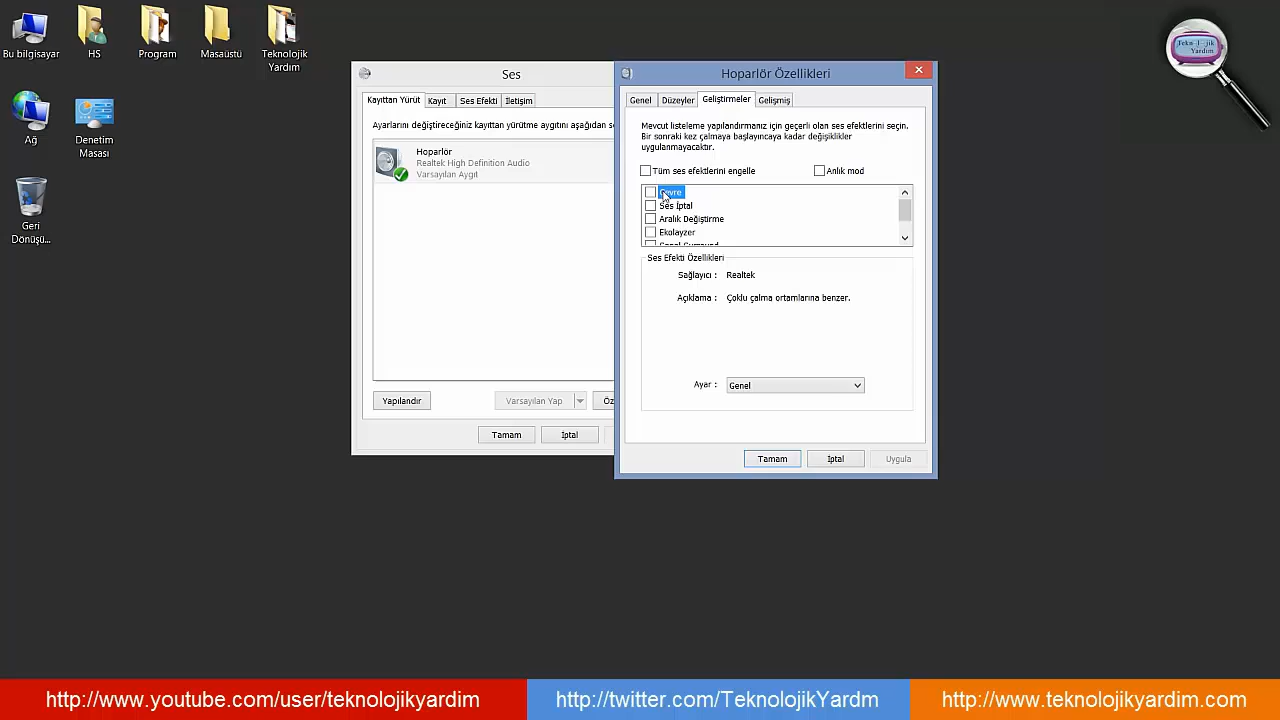 Bu bilgisayar
HS
Program
Masaüstü
Teknolojik
Yardım
Ağ
Denetim
Masası
Geri
Dönüşü...
Ses
Kayıttan Yürüt
Kayıt
Ses Efekti
İletişim
Ayarlarını değiştireceğiniz kayıttan yürütme aygıtını aşağıdan
Hoparlör
Realtek High Definition Audio
Varsayılan Aygıt
Yapılandır
Varsayılan Yap
Tamam
İptal
Hoparlör Özellikleri
Genel
Düzeyler
Geliştirmeler
Gelişmiş
Mevcut listeleme yapılandırmanız için geçerli olan ses efektlerini seçin.
Bir sonraki kez çalmaya başlayıncaya kadar değişiklikler
uygulanmayacaktır.
Tüm ses efektlerini engelle
Anlık mod
Ses İptal
Aralık Değiştirme
Ekolayzer
Ses Efekti Özellikleri
Sağlayıcı : Realtek
Açıklama : Çoklu çalma ortamlarına benzer.
Ayar : Genel
Tamam
İptal
Uygula
Yardım
http://www.youtube.com/user/teknolojikyardim
http://twitter.com/TeknolojikYardm
http://www.teknolojikyardim.com